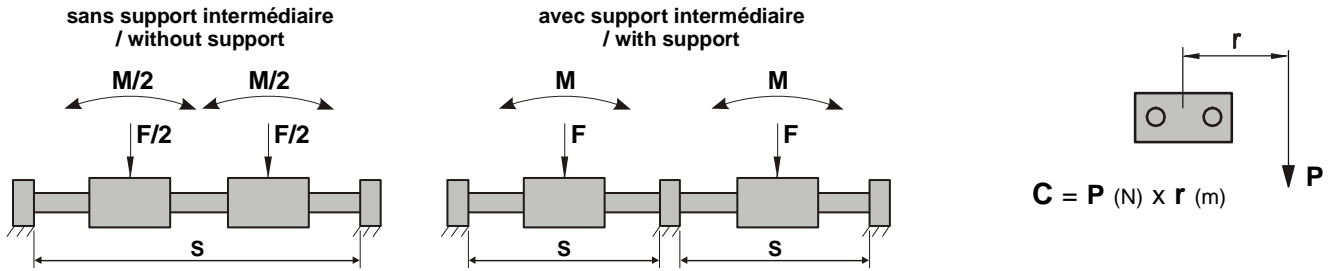 sans support intermédiaire
/ without support
M/2 M/2
F/2 F/2
S
avec support intermédiaire
/ with support
M M
F F
S S
r
P
C = P (N) x r (m)